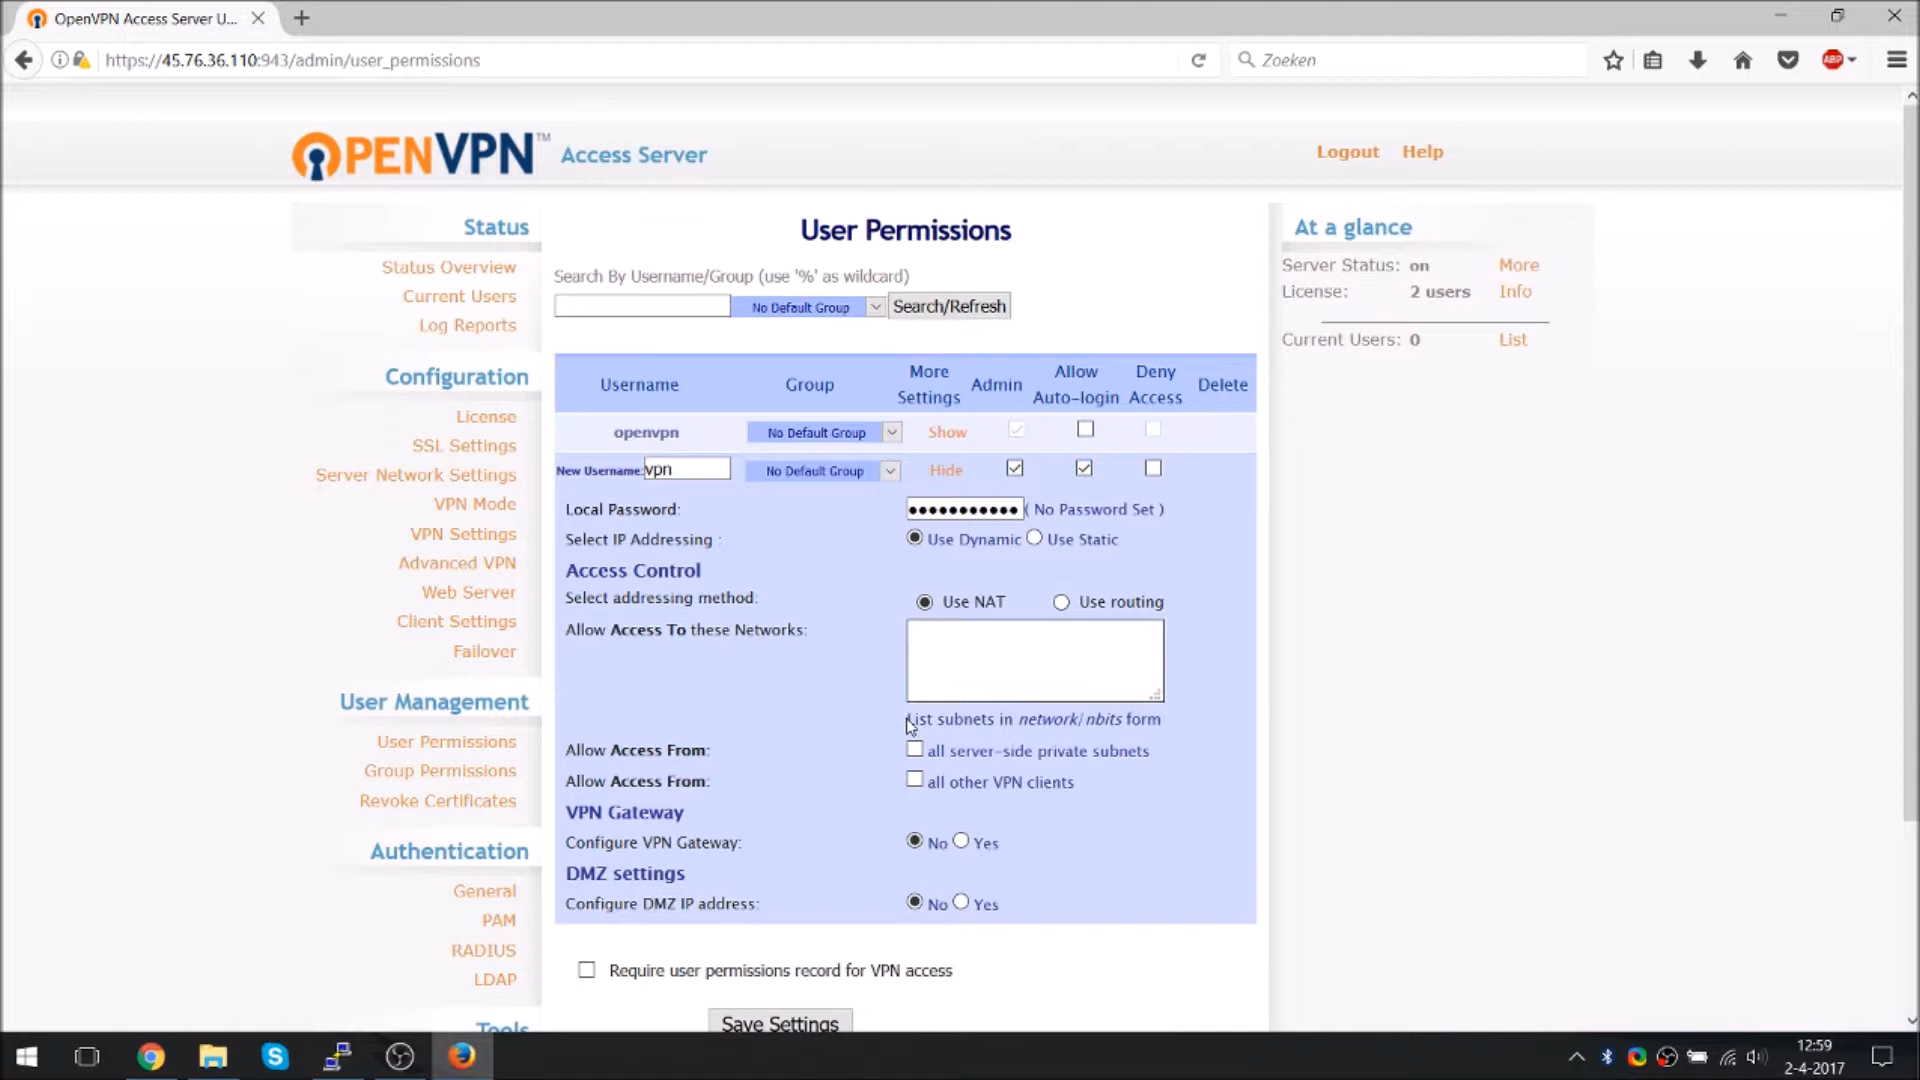 OpenVPN Access Server U...
https://45.76.36.110:943/admin/user_permissions
Zoeken
ABP
OPENVPN™ Access Server
Logout Help
Status
Status Overview
Current Users
Log Reports
Configuration
License
SSL Settings
Server Network Settings
VPN Mode
VPN Settings
Advanced VPN
Web Server
Client Settings
Failover
User Management
User Permissions
Group Permissions
Revoke Certificates
Authentication
General
PAM
RADIUS
LDAP
Tools
User Permissions
Search By Username/Group (use '%' as wildcard)
No Default Group Search/Refresh
Username Group More Settings Admin Allow Auto-login Deny Access Delete
openvpn No Default Group Show
New Username: vpn No Default Group Hide
Local Password: ●●●●●●●●●●● ( No Password Set )
Select IP Addressing : Use Dynamic Use Static
Access Control
Select addressing method: Use NAT Use routing
Allow Access To these Networks:
List subnets in network/nbits form
Allow Access From: all server-side private subnets
Allow Access From: all other VPN clients
VPN Gateway
Configure VPN Gateway: No Yes
DMZ settings
Configure DMZ IP address: No Yes
Require user permissions record for VPN access
Save Settings
At a glance
Server Status: on More
License: 2 users Info
Current Users: 0 List
12:59
2-4-2017